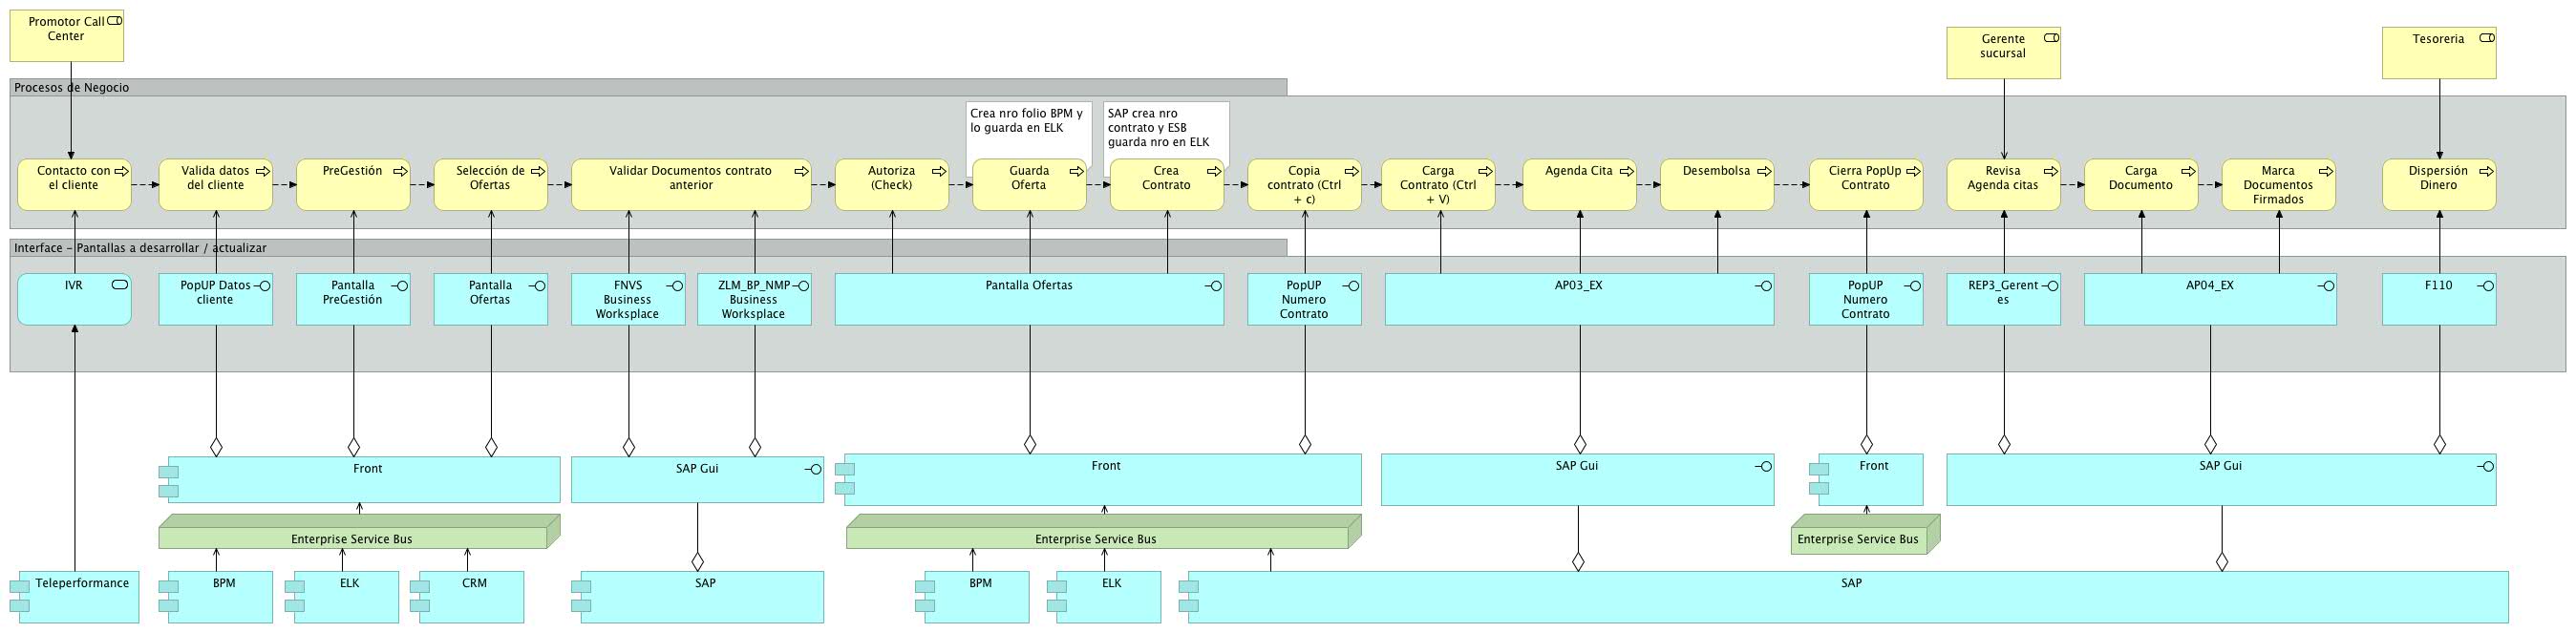 Promotor Call
Center
Gerente
sucursal
Tesoreria
Procesos de Negocio
Crea nro folio BPM y
lo guarda en ELK
SAP crea nro
contrato y ESB
guarda nro en ELK
Contacto con
el cliente
Valida datos
del cliente
PreGestión
Selección de
Ofertas
Validar Documentos contrato
anterior
Autoriza
(Check)
Guarda
Oferta
Crea
Contrato
Copia
contrato (Ctrl
+ c)
Carga
Contrato (Ctrl
+ V)
Agenda Cita
Desembolsa
Cierra PopUp
Contrato
Revisa
Agenda citas
Carga
Documento
Marca
Documentos
Firmados
Dispersión
Dinero
Interface - Pantallas a desarrollar / actualizar
IVR
PopUP Datos
cliente
Pantalla
PreGestión
Pantalla
Ofertas
FNVS
Business
Worksplace
ZLM_BP_NMP
Business
Worksplace
Pantalla Ofertas
PopUP
Numero
Contrato
AP03_EX
PopUP
Numero
Contrato
REP3_Gerent
es
AP04_EX
F110
Front
SAP Gui
Front
SAP Gui
Front
SAP Gui
Enterprise Service Bus
Enterprise Service Bus
Enterprise Service Bus
Teleperformance
BPM
ELK
CRM
SAP
BPM
ELK
SAP